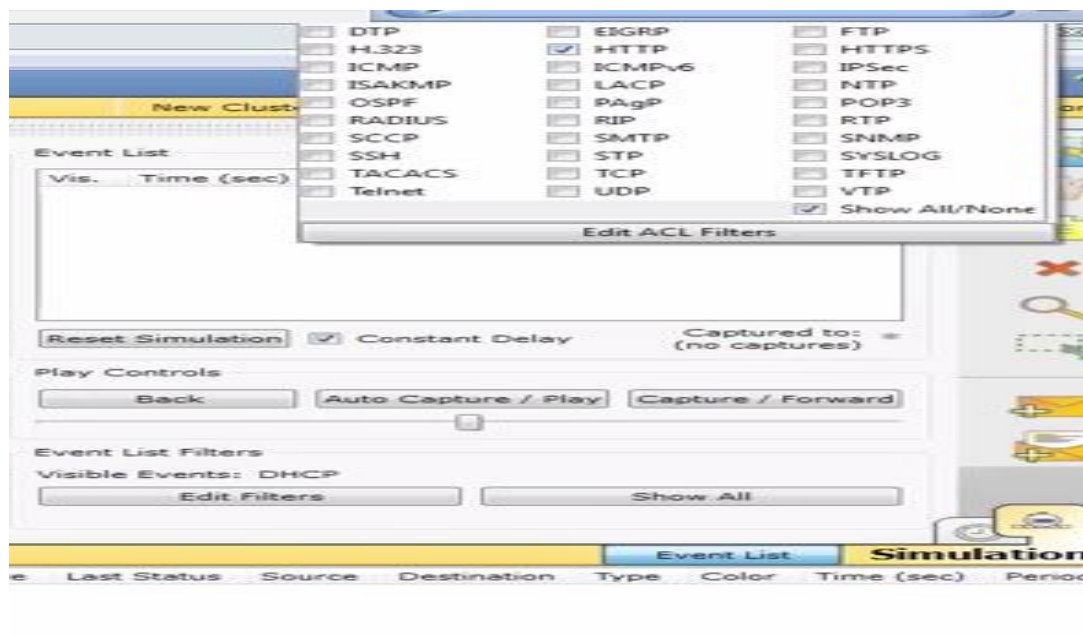 DTP EIGRP FTP
H.323 HTTP HTTPS
ICMP ICMPv6 IPSec
ISAKMP LACP NTP
New Clust OSPF PAgP POP3
RADIUS RIP RTP
SCCP SMTP SNMP
Event List SSH STP SYSLOG
Vis. Time (sec) TACACS TCP TFTP
Telnet UDP VTP
Show All/None
Edit ACL Filters
Reset Simulation Constant Delay Captured to:
(no captures)
Play Controls
Back Auto Capture / Play Capture / Forward
Event List Filters
Visible Events: DHCP
Edit Filters Show All
Event List Simulation
e Last Status Source Destination Type Color Time (sec) Period